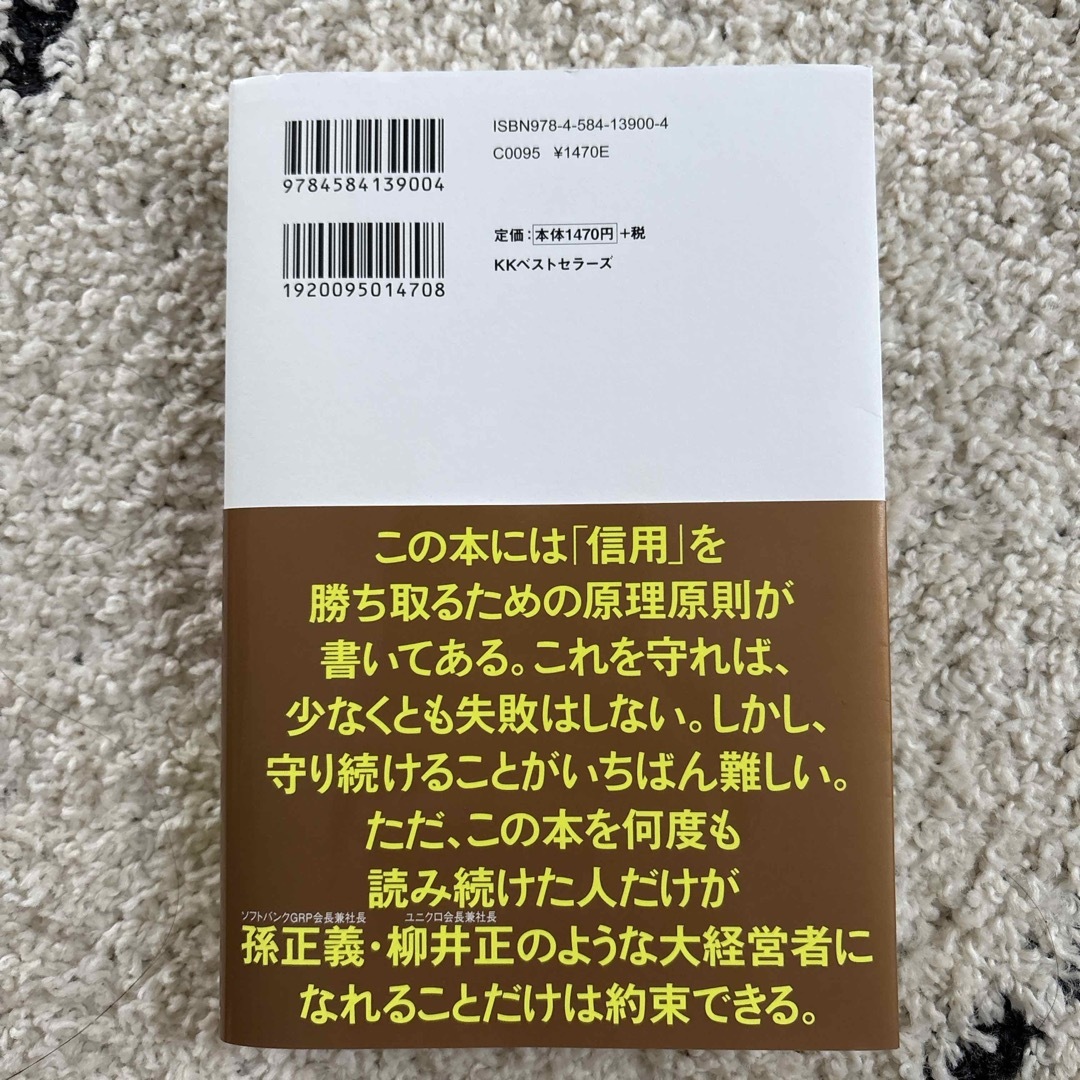 ISBN978-4-584-13900-4
C0095 ¥1470E
9784584139004
定価：本体1470円+税
KKベストセラーズ
1920095014708
この本には「信用」を
勝ち取るための原理原則が
書いてある。これを守れば、
少なくとも失敗はしない。しかし、
守り続けることがいちばん難しい。
ただ、この本を何度も
読み続けた人だけが
ソフトバンクGRP会長兼社長 ユニクロ会長兼社長
孫正義・柳井正のような大経営者に
なれることだけは約束できる。